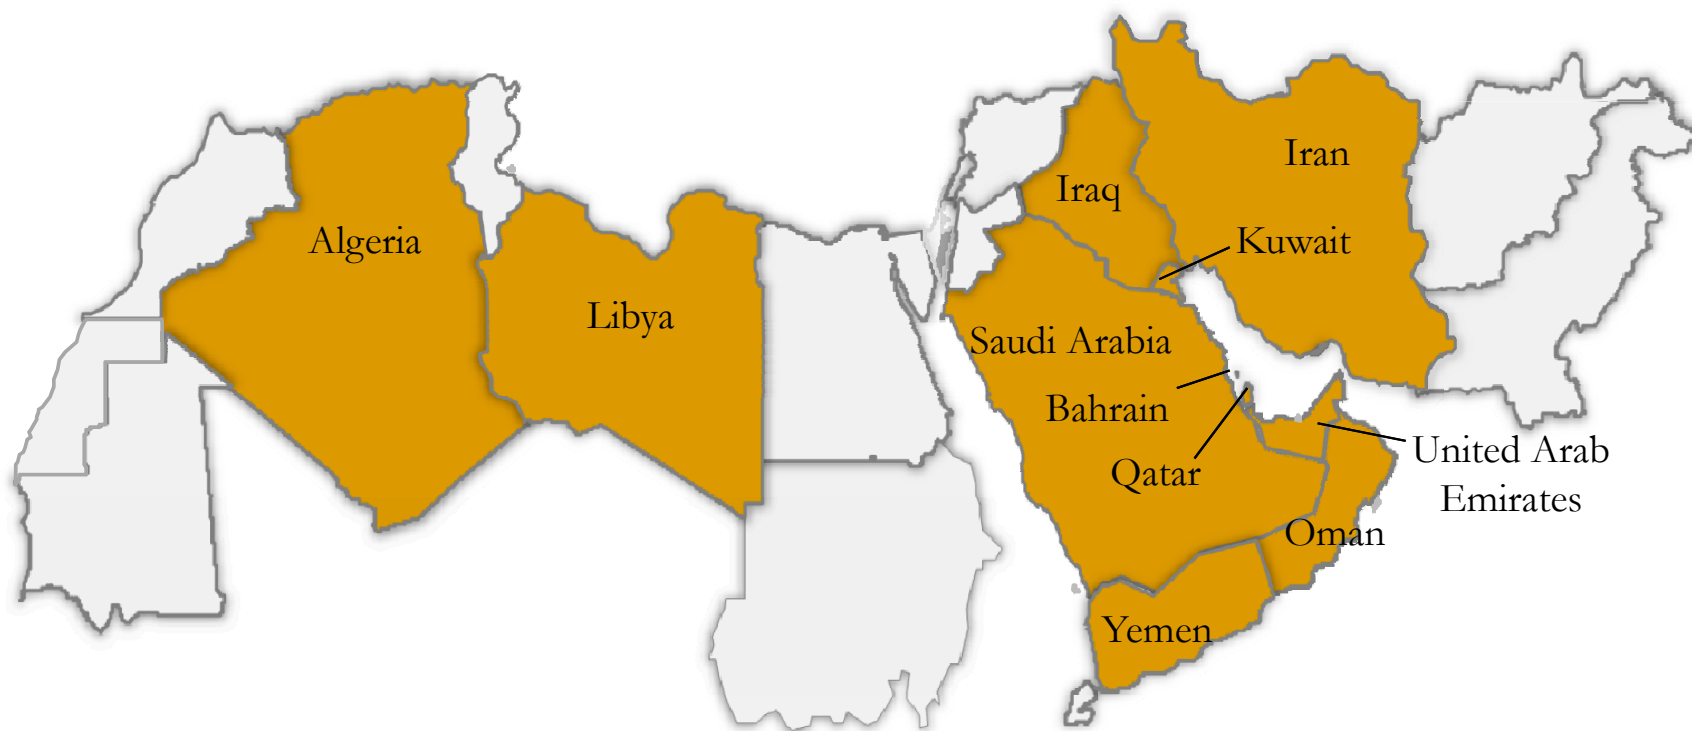 Iran
Iraq
Algeria
Kuwait
Libya
Saudi Arabia
Bahrain
Qatar
United Arab
Emirates
Oman
Yemen